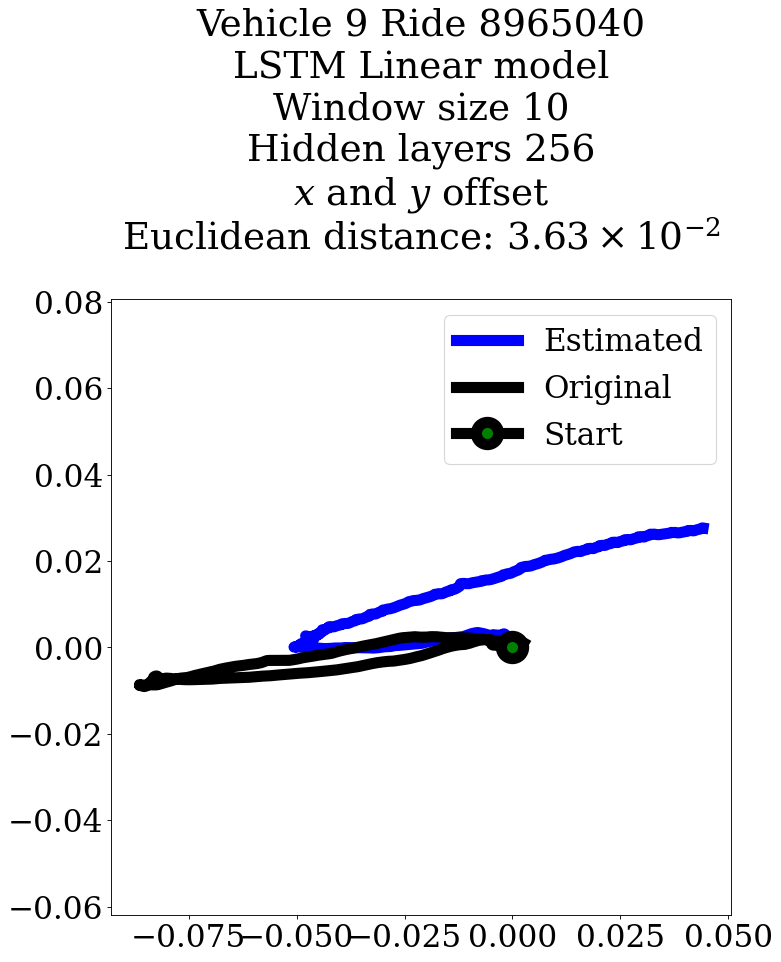 Vehicle 9 Ride 8965040
LSTM Linear model
Window size 10
Hidden layers 256
x and y offset
Euclidean distance: 3.63 × 10⁻²
0.08
Estimated
0.06
Original
Start
0.04
0.02
0.00
−0.02
−0.04
−0.06
−0.075 −0.050 −0.025 0.000 0.025 0.050